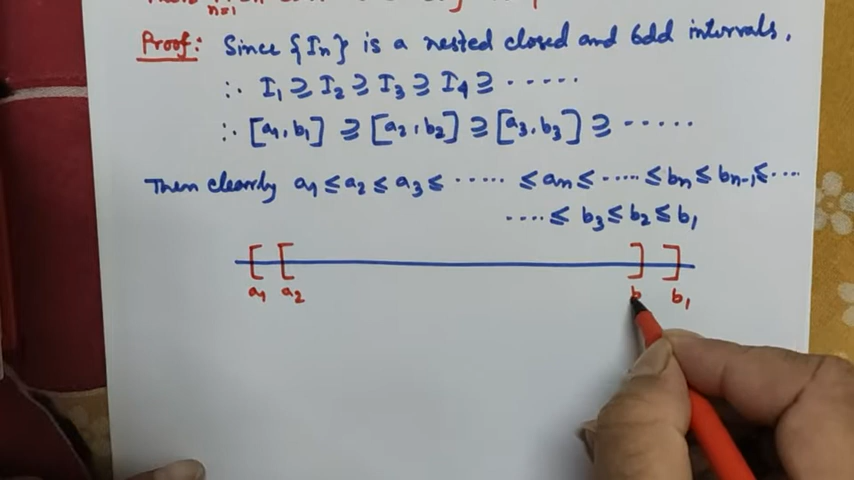 n=1
Proof: Since {In} is a nested closed and bdd intervals.
∴ I1 ⊇ I2 ⊇ I3 ⊇ I4 ⊇ ......
∴ [a1, b1] ⊇ [a2, b2] ⊇ [a3, b3] ⊇ ......
Then clearly a1 ≤ a2 ≤ a3 ≤ ...... ≤ an ≤ ..... ≤ bn ≤ bn-1 ≤ ....
.... ≤ b3 ≤ b2 ≤ b1
[ [ ] ]
a1 a2 b b1